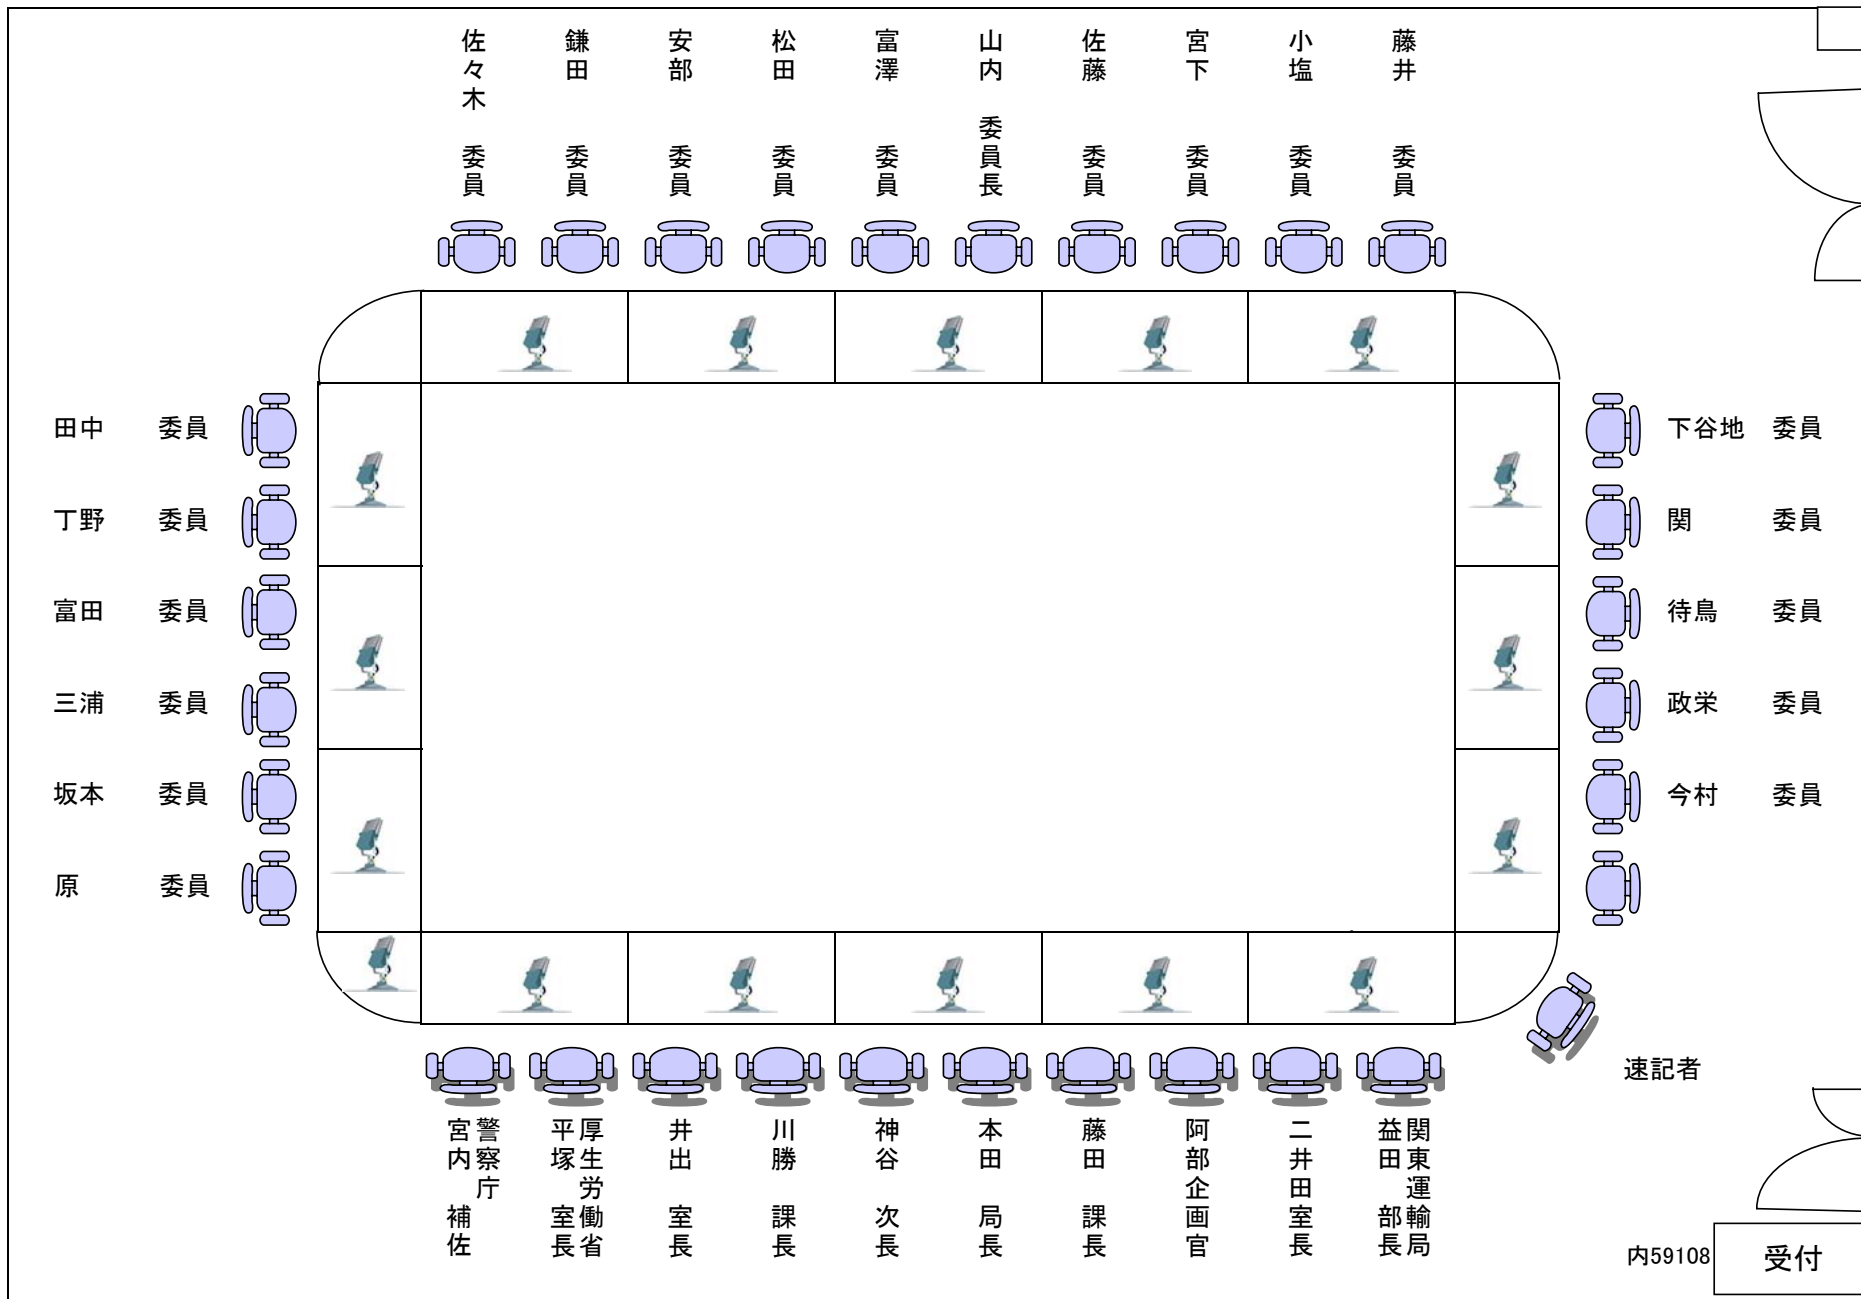 佐々木 委員
鎌田 委員
安部 委員
松田 委員
富澤 委員
山内 委員長
佐藤 委員
宮下 委員
小塩 委員
藤井 委員
田中 委員
丁野 委員
富田 委員
三浦 委員
坂本 委員
原 委員
下谷地 委員
関 委員
待鳥 委員
政栄 委員
今村 委員
速記者
警察庁
宮内 補佐
厚生労働省
平塚 室長
井出 室長
川勝 課長
神谷 次長
本田 局長
藤田 課長
阿部企画官
二井田室長
関東運輸局
益田 部長
内59108
受付